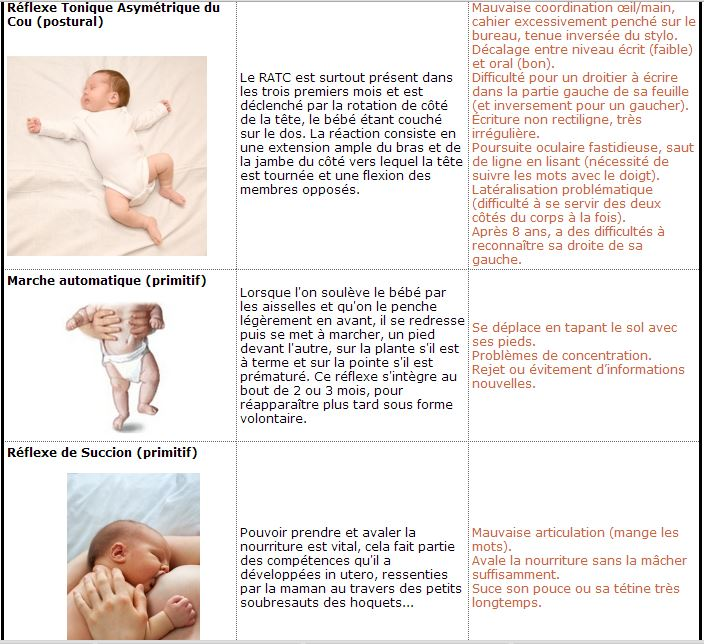 Réflexe Tonique Asymétrique du
Cou (postural)
Le RATC est surtout présent dans
les trois premiers mois et est
déclenché par la rotation de côté
de la tête, le bébé étant couché
sur le dos. La réaction consiste en
une extension ample du bras et de
la jambe du côté vers lequel la tête
est tournée et une flexion des
membres opposés.
Mauvaise coordination œil/main,
cahier excessivement penché sur le
bureau, tenue inversée du stylo.
Décalage entre niveau écrit (faible)
et oral (bon).
Difficulté pour un droitier à écrire
dans la partie gauche de sa feuille
(et inversement pour un gaucher).
Écriture non rectiligne, très
irrégulière.
Poursuite oculaire fastidieuse, saut
de ligne en lisant (nécessité de
suivre les mots avec le doigt).
Latéralisation problématique
(difficulté à se servir des deux
côtés du corps à la fois).
Après 8 ans, a des difficultés à
reconnaître sa droite de sa
gauche.
Marche automatique (primitif)
Lorsque l'on soulève le bébé par
les aisselles et qu'on le penche
légèrement en avant, il se redresse
puis se met à marcher, un pied
devant l'autre, sur la plante s'il est
à terme et sur la pointe s'il est
prématuré. Ce réflexe s'intègre au
bout de 2 ou 3 mois, pour
réapparaître plus tard sous forme
volontaire.
Se déplace en tapant le sol avec
ses pieds.
Problèmes de concentration.
Rejet ou évitement d'informations
nouvelles.
Réflexe de Succion (primitif)
Pouvoir prendre et avaler la
nourriture est vital, cela fait partie
des compétences qu'il a
développées in utero, ressenties
par la maman au travers des petits
soubresauts des hoquets...
Mauvaise articulation (mange les
mots).
Avale la nourriture sans la mâcher
suffisamment.
Suce son pouce ou sa tétine très
longtemps.